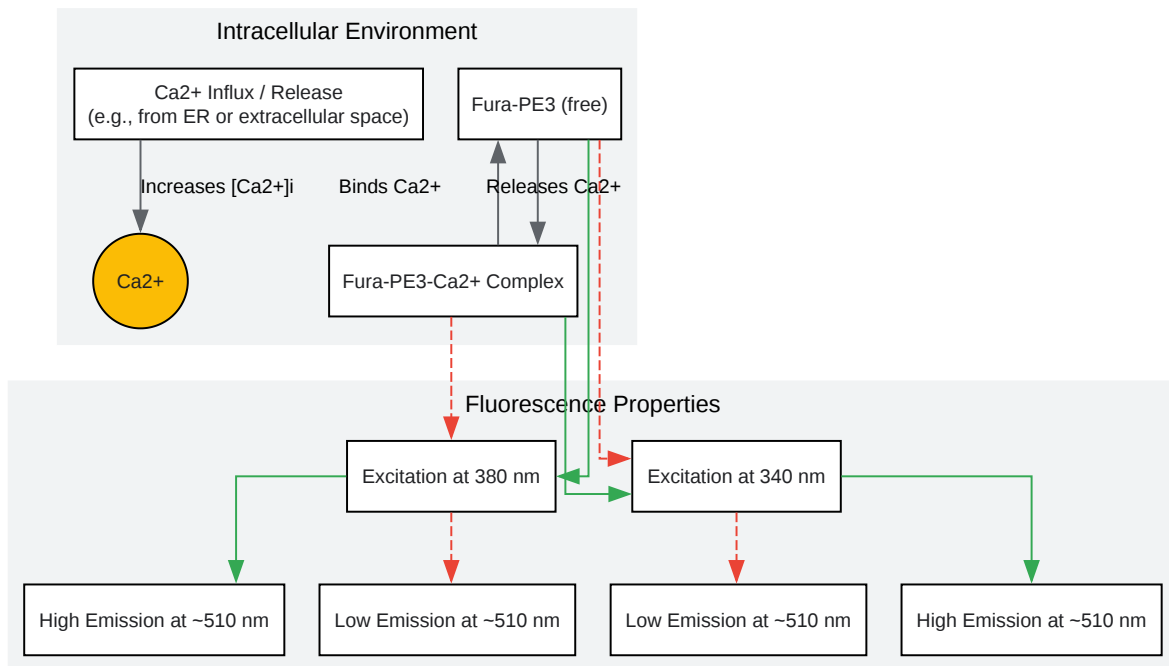 Intracellular Environment
Ca2+ Influx / Release
(e.g., from ER or extracellular space)
Fura-PE3 (free)
Increases [Ca2+]i
Binds Ca2+
Releases Ca2+
Ca2+
Fura-PE3-Ca2+ Complex
Fluorescence Properties
Excitation at 380 nm
Excitation at 340 nm
High Emission at ~510 nm
Low Emission at ~510 nm
Low Emission at ~510 nm
High Emission at ~510 nm